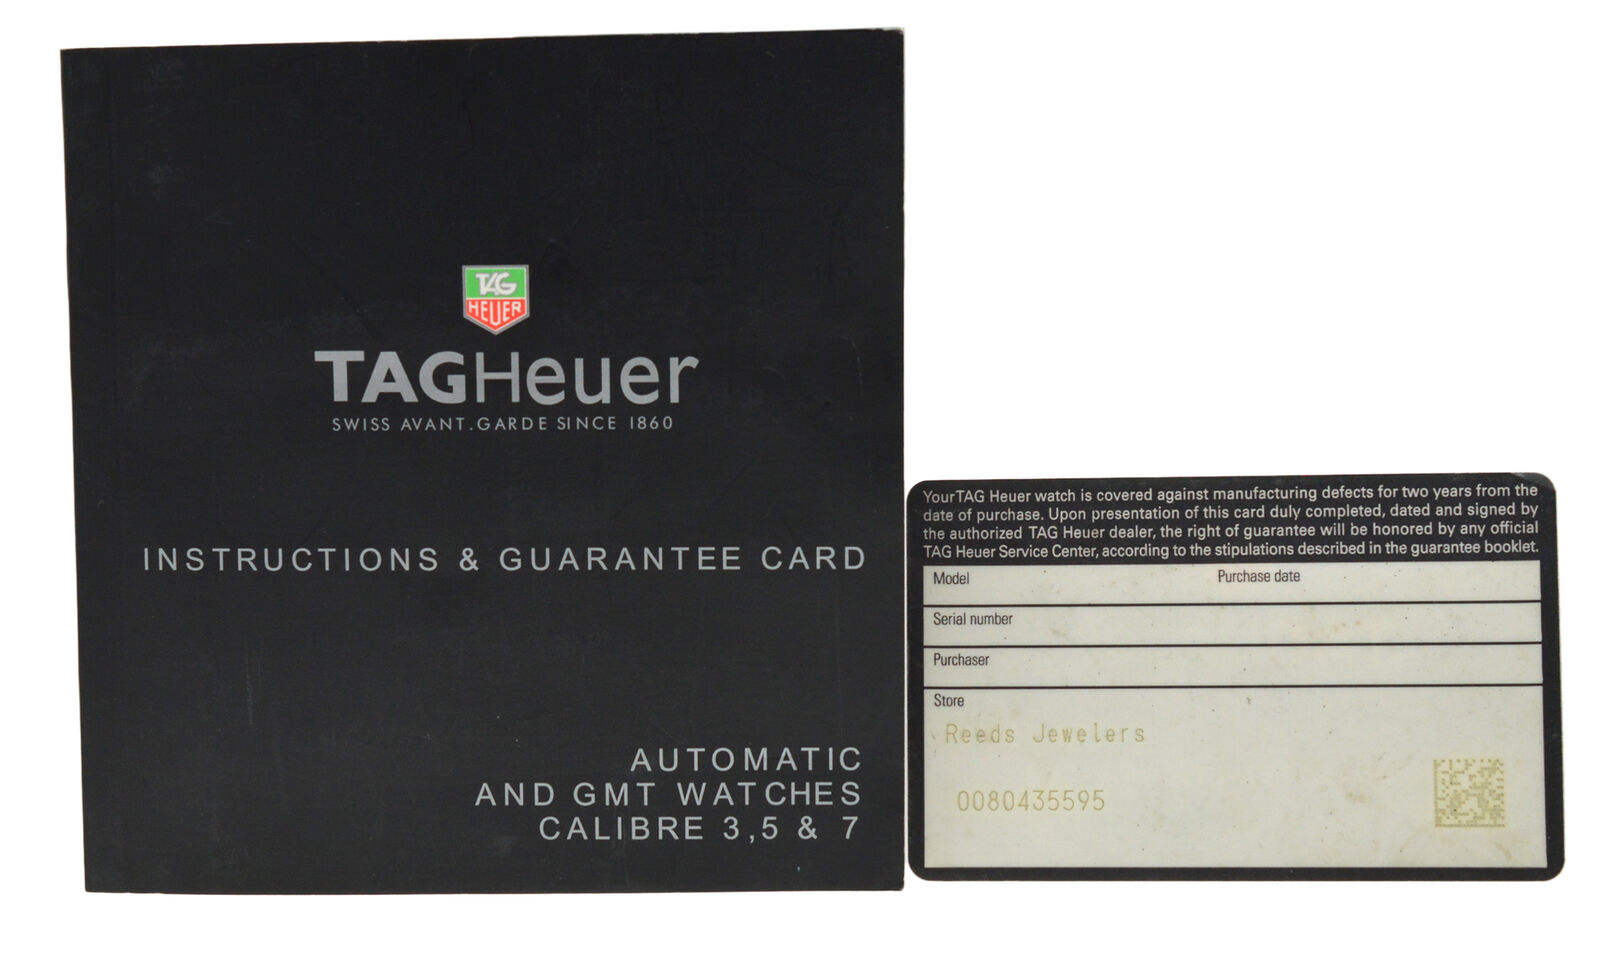 TAG
HEUER
TAGHeuer
SWISS AVANT.GARDE SINCE 1860
INSTRUCTIONS & GUARANTEE CARD
AUTOMATIC
AND GMT WATCHES
CALIBRE 3,5 & 7
Your TAG Heuer watch is covered against manufacturing defects for two years from the
date of purchase. Upon presentation of this card duly completed, dated and signed by
the authorized TAG Heuer dealer, the right of guarantee will be honored by any official
TAG Heuer Service Center, according to the stipulations described in the guarantee booklet.
Model Purchase date
Serial number
Purchaser
Store
Reeds Jewelers
0080435595